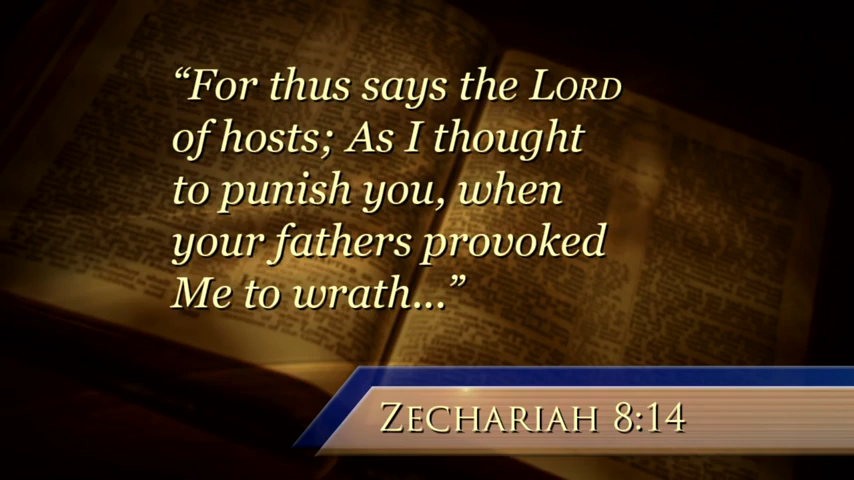 “For thus says the LORD
of hosts; As I thought
to punish you, when
your fathers provoked
Me to wrath...”
ZECHARIAH 8:14